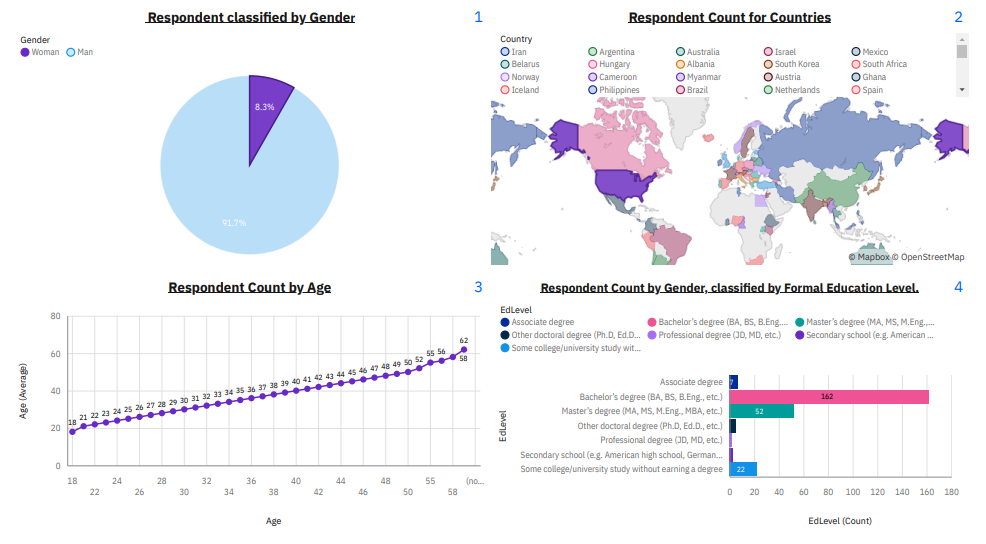 Respondent classified by Gender
1
Gender
Woman Man
8.3%
91.7%
Respondent Count for Countries
2
Country
Iran Argentina Australia Israel Mexico
Belarus Hungary Albania South Korea South Africa
Norway Cameroon Myanmar Austria Ghana
Iceland Philippines Brazil Netherlands Spain
© Mapbox © OpenStreetMap
Respondent Count by Age
3
Age (Average)
80
60
40
20
0
18 21 22 23 24 25 26 27 28 29 30 31 32 33 34 35 36 37 38 39 40 41 42 43 44 45 46 47 48 49 50 52 55 56 58 62
18 26 30 36 40 44 50 55 (no...
22 28 34 38 42 46 58
Age
Respondent Count by Gender, classified by Formal Education Level.
4
EdLevel
Associate degree Bachelor's degree (BA, BS, B.Eng.... Master's degree (MA, MS, M.Eng.,...
Other doctoral degree (Ph.D, Ed.D... Professional degree (JD, MD, etc.) Secondary school (e.g. American ...
Some college/university study wit...
EdLevel
Associate degree 7
Bachelor's degree (BA, BS, B.Eng., etc.) 162
Master's degree (MA, MS, M.Eng., MBA, etc.) 52
Other doctoral degree (Ph.D, Ed.D., etc.)
Professional degree (JD, MD, etc.)
Secondary school (e.g. American high school, German...
Some college/university study without earning a degree 22
0 20 40 60 80 100 120 140 160 180
EdLevel (Count)